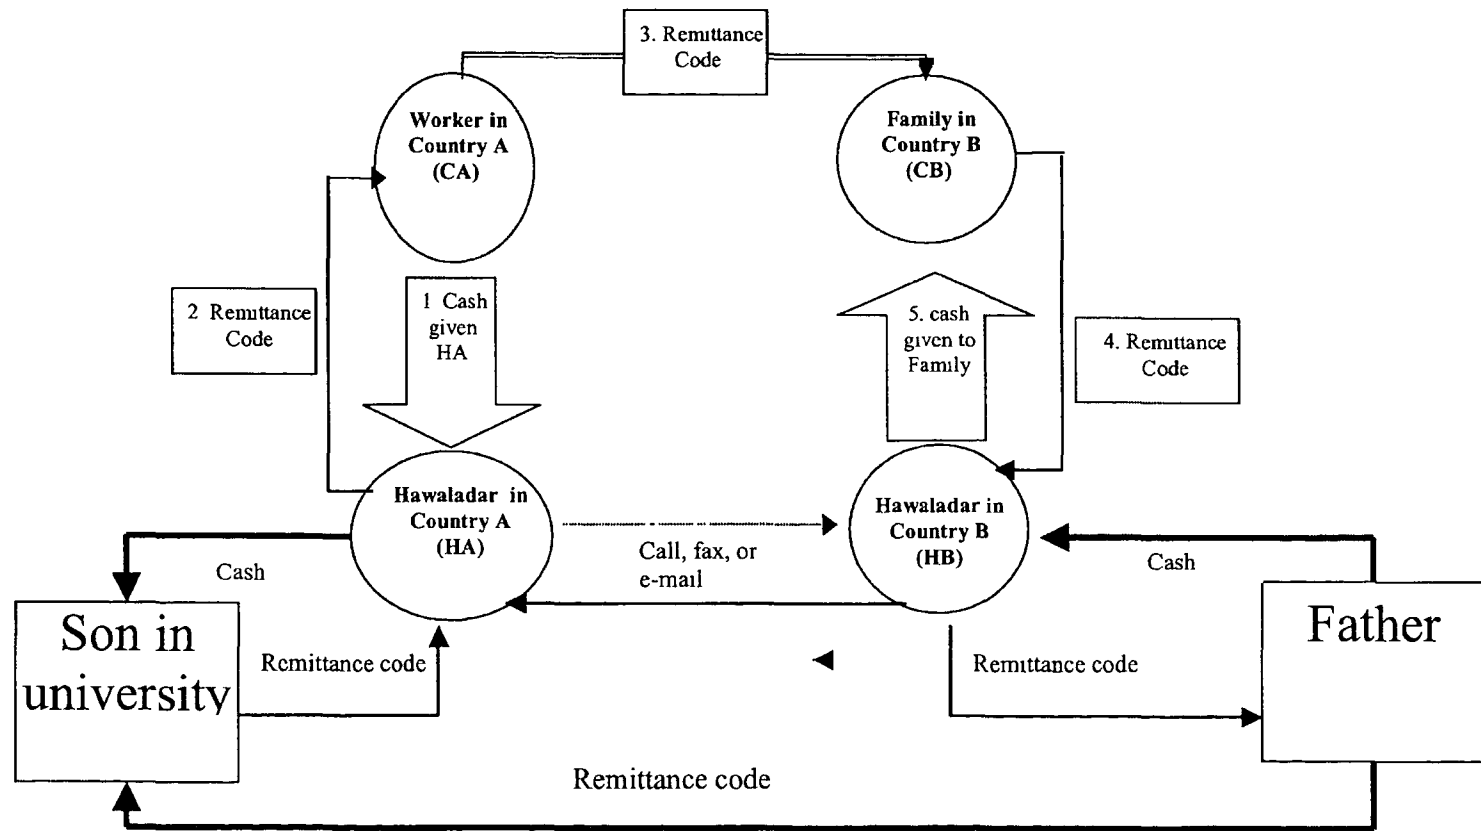 3. Remittance
Code
Worker in
Country A
(CA)
Family in
Country B
(CB)
2 Remittance
Code
1 Cash
given
HA
5. cash
given to
Family
4. Remittance
Code
Hawaladar in
Country A
(HA)
Call, fax, or
e-mail
Hawaladar in
Country B
(HB)
Cash
Cash
Son in
university
Remittance code
Remittance code
Father
Remittance code